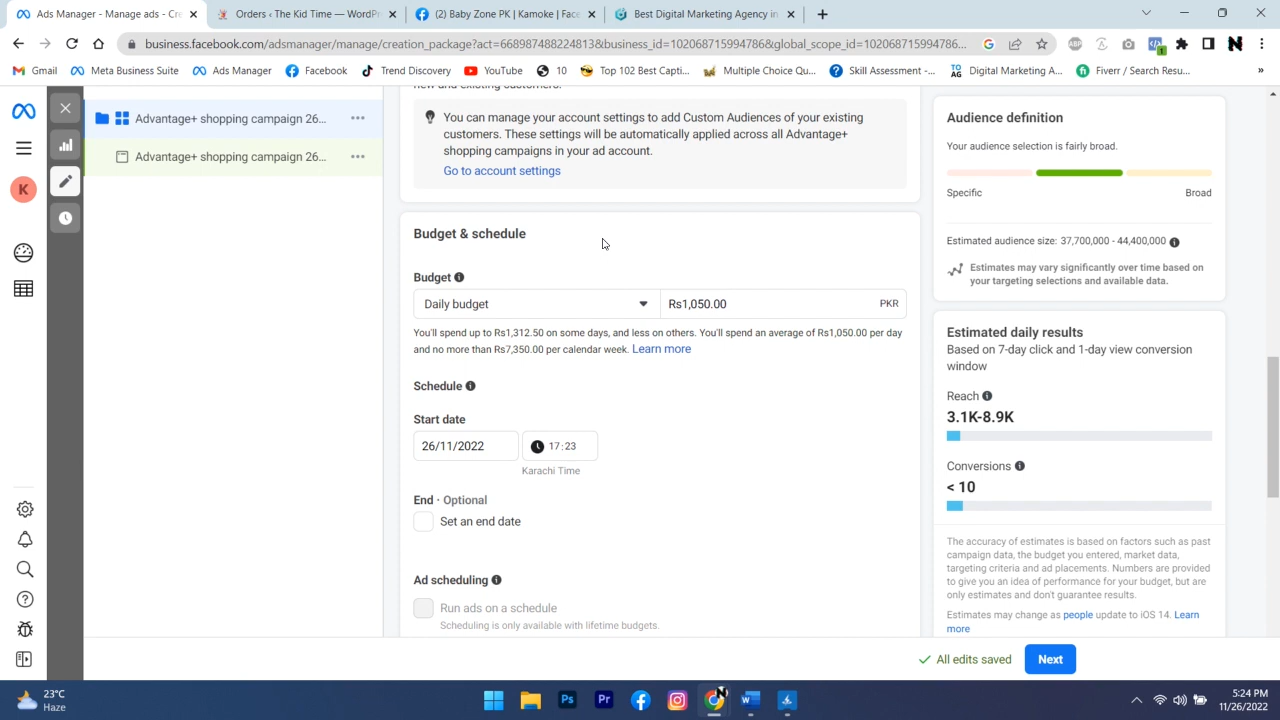 Ads Manager - Manage ads - Cre
Orders ‹ The Kid Time — WordPr
(2) Baby Zone PK | Kamoke | Face
Best Digital Marketing Agency in
business.facebook.com/adsmanager/manage/creation_package?act=668987488224813&business_id=1020687159947​86&global_scope_id=102068715994786...
Gmail
Meta Business Suite
Ads Manager
Facebook
Trend Discovery
YouTube
10
Top 102 Best Capti...
Multiple Choice Qu...
Skill Assessment -...
Digital Marketing A...
Fiverr / Search Resu...
new and existing customers.
You can manage your account settings to add Custom Audiences of your existing
customers. These settings will be automatically applied across all Advantage+
shopping campaigns in your ad account.
Go to account settings
Advantage+ shopping campaign 26...
Advantage+ shopping campaign 26...
K
Budget & schedule
Budget
Daily budget
Rs1,050.00
PKR
You'll spend up to Rs1,312.50 on some days, and less on others. You'll spend an average of Rs1,050.00 per day
and no more than Rs7,350.00 per calendar week. Learn more
Schedule
Start date
26/11/2022
17:23
Karachi Time
End · Optional
Set an end date
Ad scheduling
Run ads on a schedule
Scheduling is only available with lifetime budgets.
Audience definition
Your audience selection is fairly broad.
Specific
Broad
Estimated audience size: 37,700,000 - 44,400,000
Estimates may vary significantly over time based on
your targeting selections and available data.
Estimated daily results
Based on 7-day click and 1-day view conversion
window
Reach
3.1K-8.9K
Conversions
< 10
The accuracy of estimates is based on factors such as past
campaign data, the budget you entered, market data,
targeting criteria and ad placements. Numbers are provided
to give you an idea of performance for your budget, but are
only estimates and don't guarantee results.
Estimates may change as people update to iOS 14. Learn
more
All edits saved
Next
23°C
Haze
5:24 PM
11/26/2022